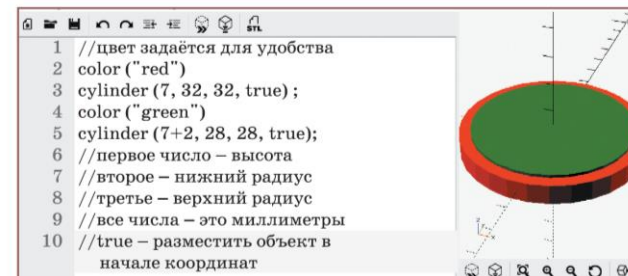 STL
1 //цвет задаётся для удобства
2 color ("red")
3 cylinder (7, 32, 32, true) ;
4 color ("green")
5 cylinder (7+2, 28, 28, true);
6 //первое число – высота
7 //второе – нижний радиус
8 //третье – верхний радиус
9 //все числа – это миллиметры
10 //true – разместить объект в
начале координат